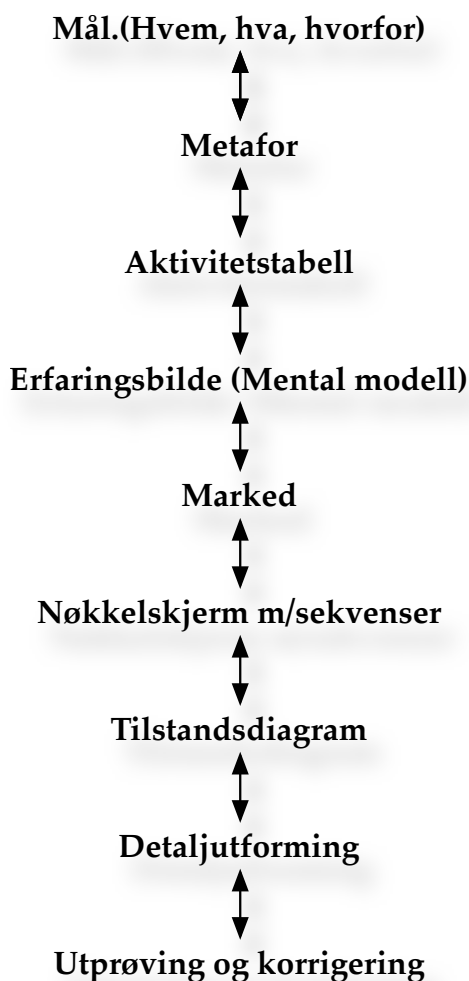 Mål.(Hvem, hva, hvorfor)
Metafor
Aktivitetstabell
Erfaringsbilde (Mental modell)
Marked
Nøkkelskjerm m/sekvenser
Tilstandsdiagram
Detaljutforming
Utprøving og korrigering